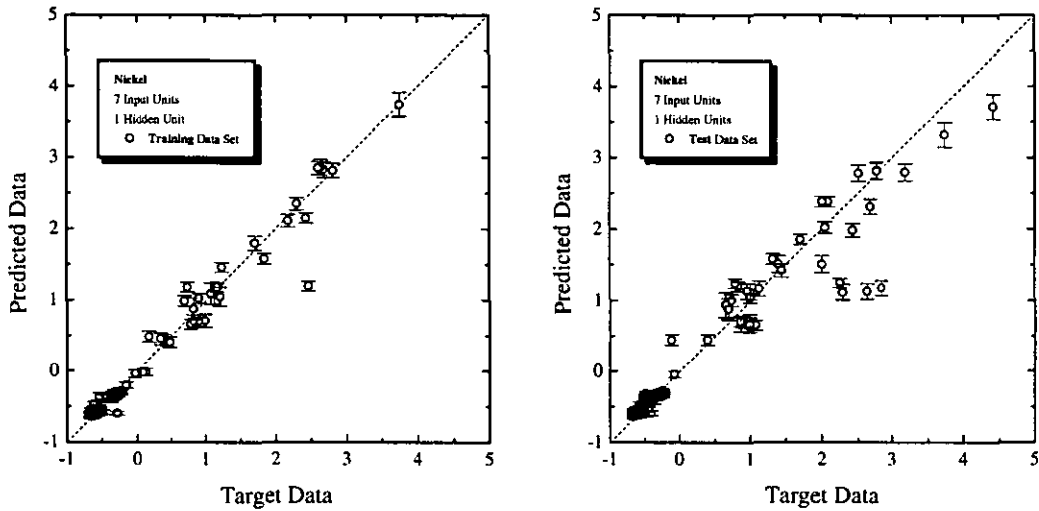 5
4
3
2
1
0
-1
Predicted Data
Nickel
7 Input Units
1 Hidden Unit
Training Data Set
-1
0
1
2
3
4
5
Target Data
5
4
3
2
1
0
-1
Predicted Data
Nickel
7 Input Units
1 Hidden Units
Test Data Set
-1
0
1
2
3
4
5
Target Data